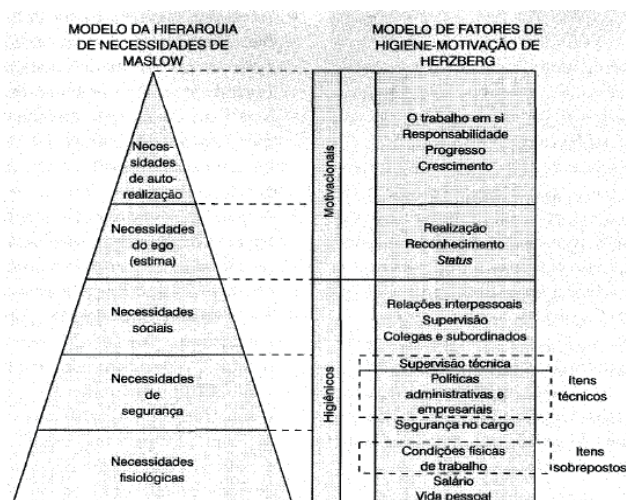 MODELO DA HIERARQUIA
DE NECESSIDADES DE
MASLOW
MODELO DE FATORES DE
HIGIENE-MOTIVAÇÃO DE
HERZBERG
Neces-
sidades
de auto-
realização
Necessidades
do ego
(estima)
Necessidades
sociais
Necessidades
de
segurança
Necessidades
fisiológicas
Motivacionais
Higiênicos
O trabalho em si
Responsabilidade
Progresso
Crescimento
Realização
Reconhecimento
Status
Relações interpessoais
Supervisão
Colegas e subordinados
Supervisão técnica
Políticas
administrativas e
empresariais
Segurança no cargo
Condições físicas
de trabalho
Salário
Vida pessoal
Itens
técnicos
Itens
sobrepostos